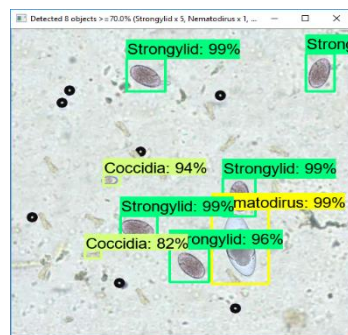 Detected 8 objects >=70.0% (Strongylid x 5, Nematodirus x 1, ...
Strongylid: 99%
Strong
Coccidia: 94%
Strongylid: 99%
matodirus: 99%
Strongylid: 99%
Coccidia: 82%
rongylid: 96%